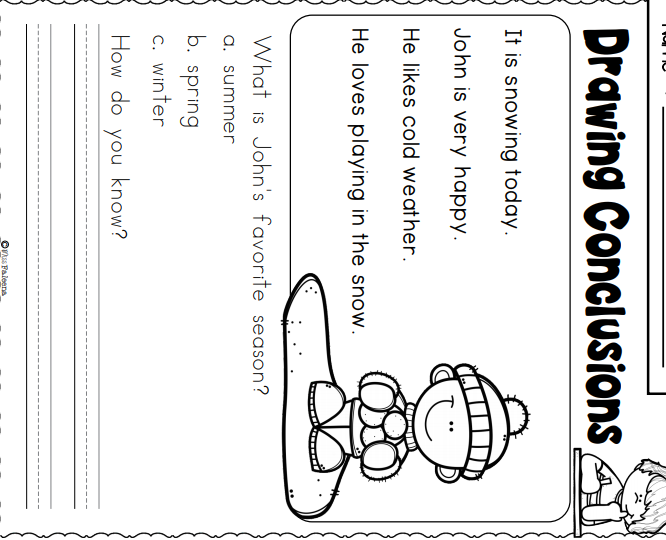 Drawing Conclusions
It is snowing today.
John is very happy.
He likes cold weather.
He loves playing in the snow.
What is John's favorite season?
a. summer
b. spring
c. winter
How do you know?